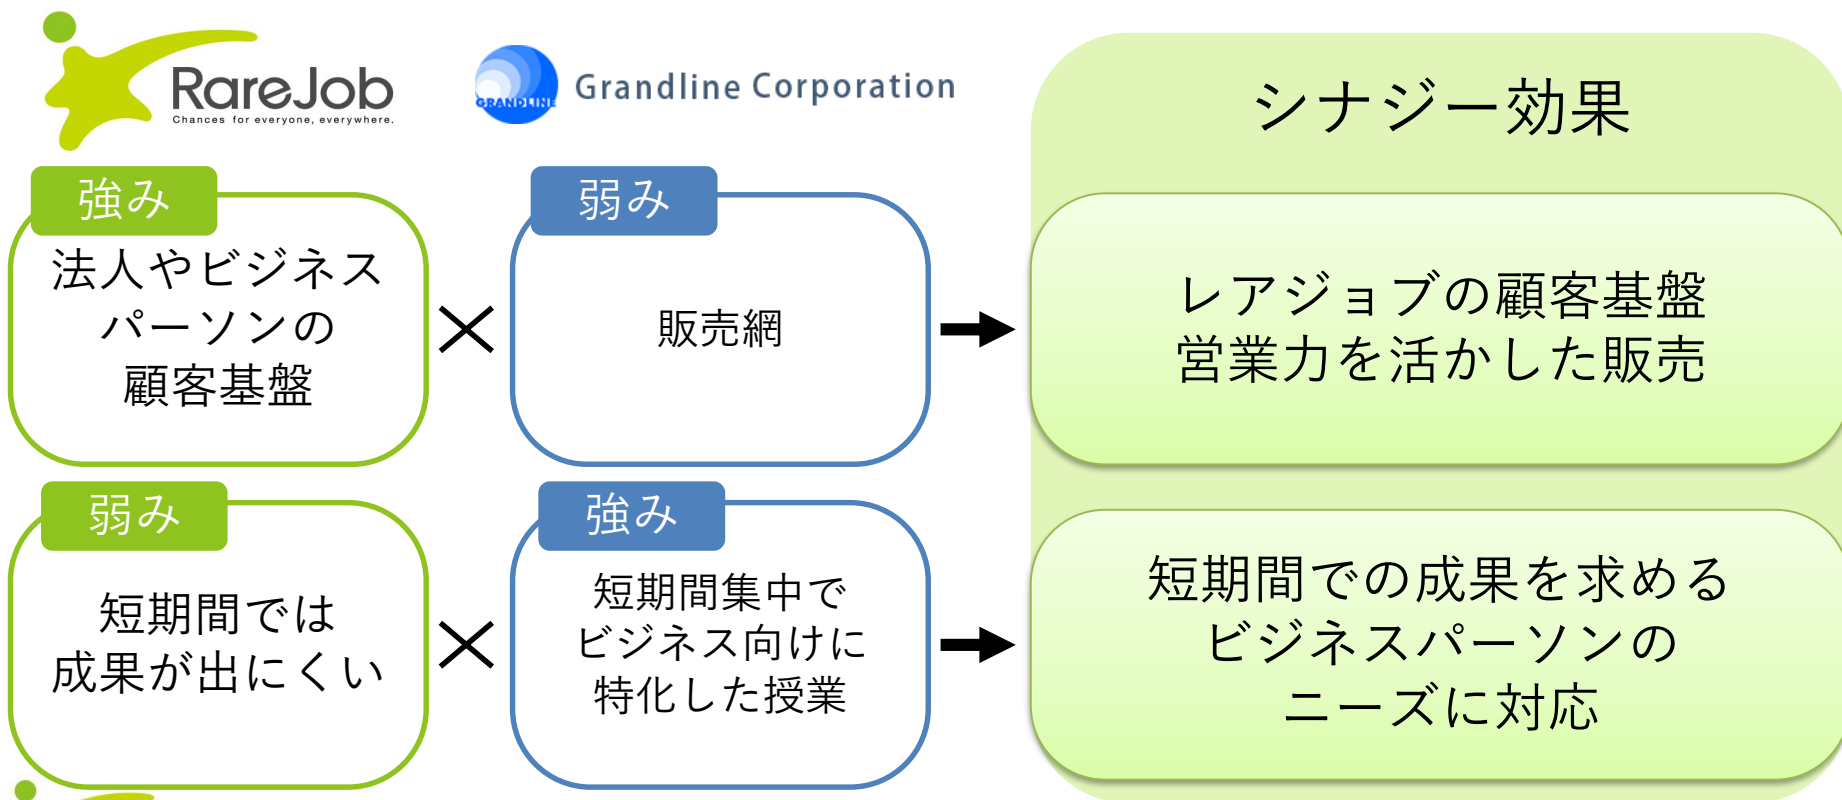 RareJob
Chances for everyone, everywhere.
GRANDLINE
Grandline Corporation
シナジー効果
強み
法人やビジネス
パーソンの
顧客基盤
弱み
販売網
レアジョブの顧客基盤
営業力を活かした販売
弱み
短期間では
成果が出にくい
強み
短期間集中で
ビジネス向けに
特化した授業
短期間での成果を求める
ビジネスパーソンの
ニーズに対応